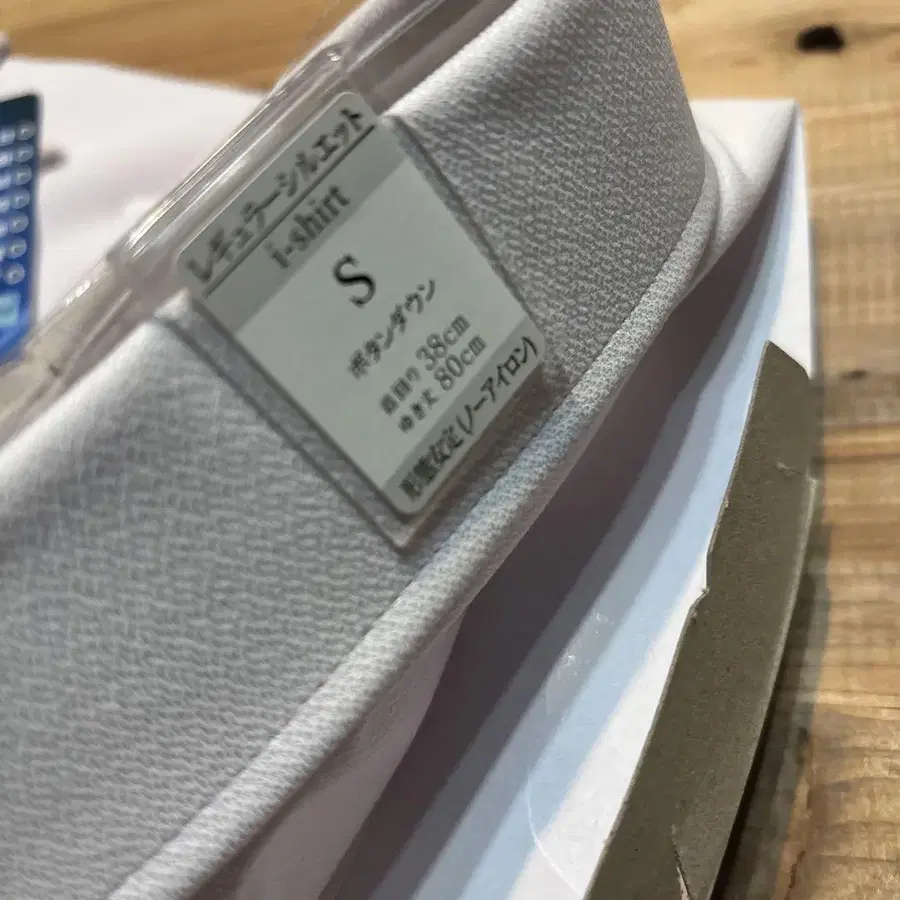 レギュラーシルエット
i-shirt
S
ボタンダウン
首回り 38cm
ゆき丈 80cm
形態安定 (ノーアイロン)